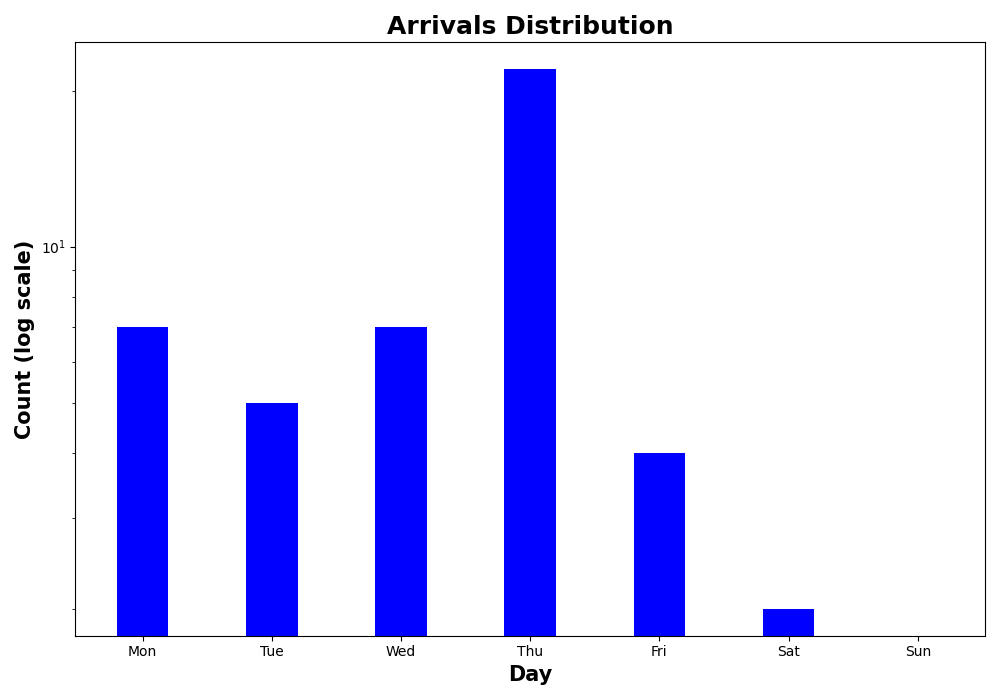 Arrivals Distribution
Count (log scale)
10¹
Mon Tue Wed Thu Fri Sat Sun
Day